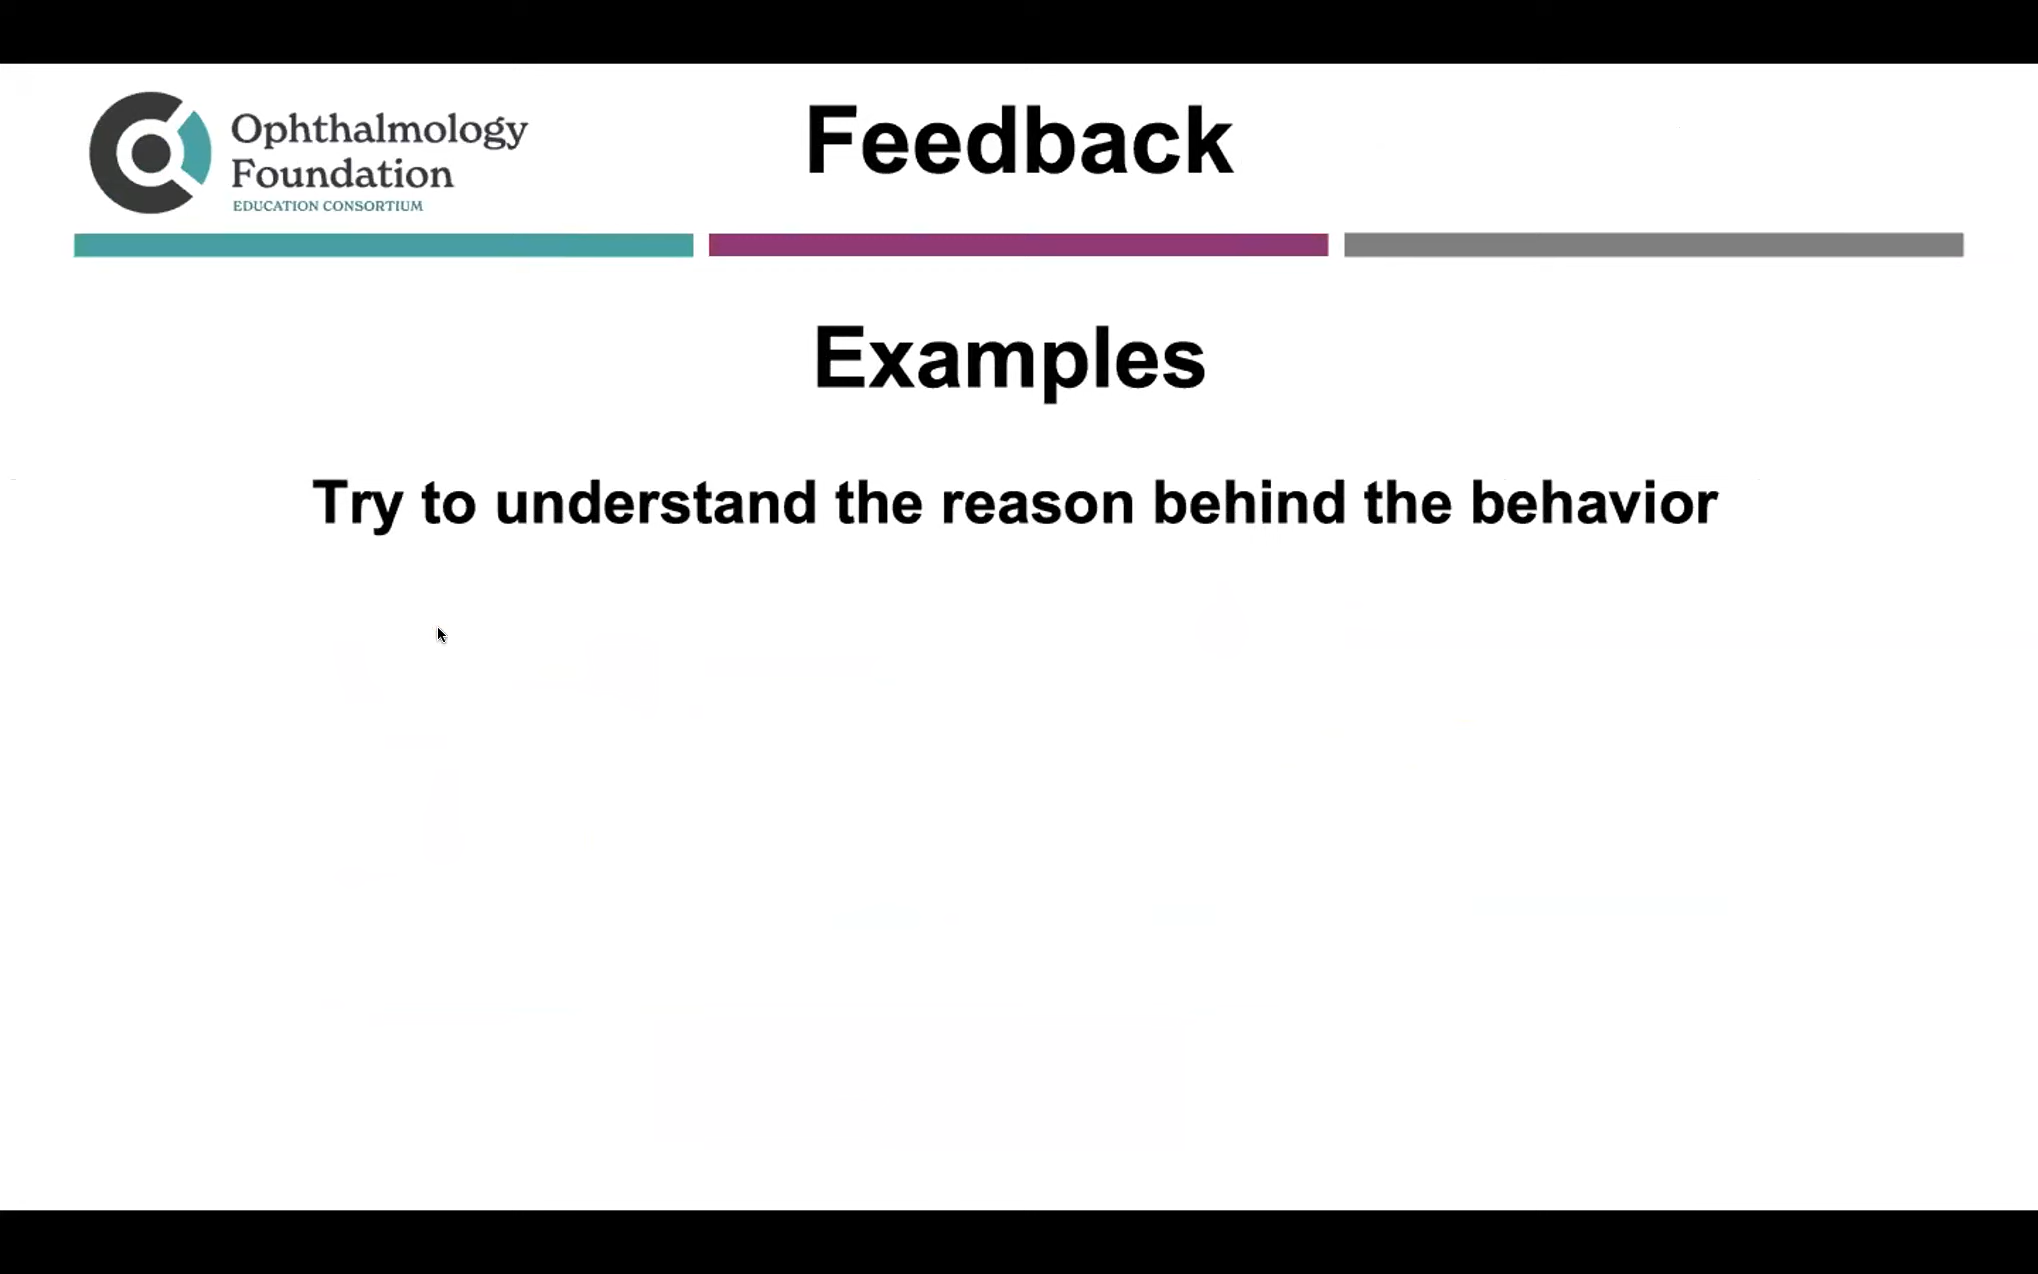 Ophthalmology
Foundation
EDUCATION CONSORTIUM
Feedback
Examples
Try to understand the reason behind the behavior